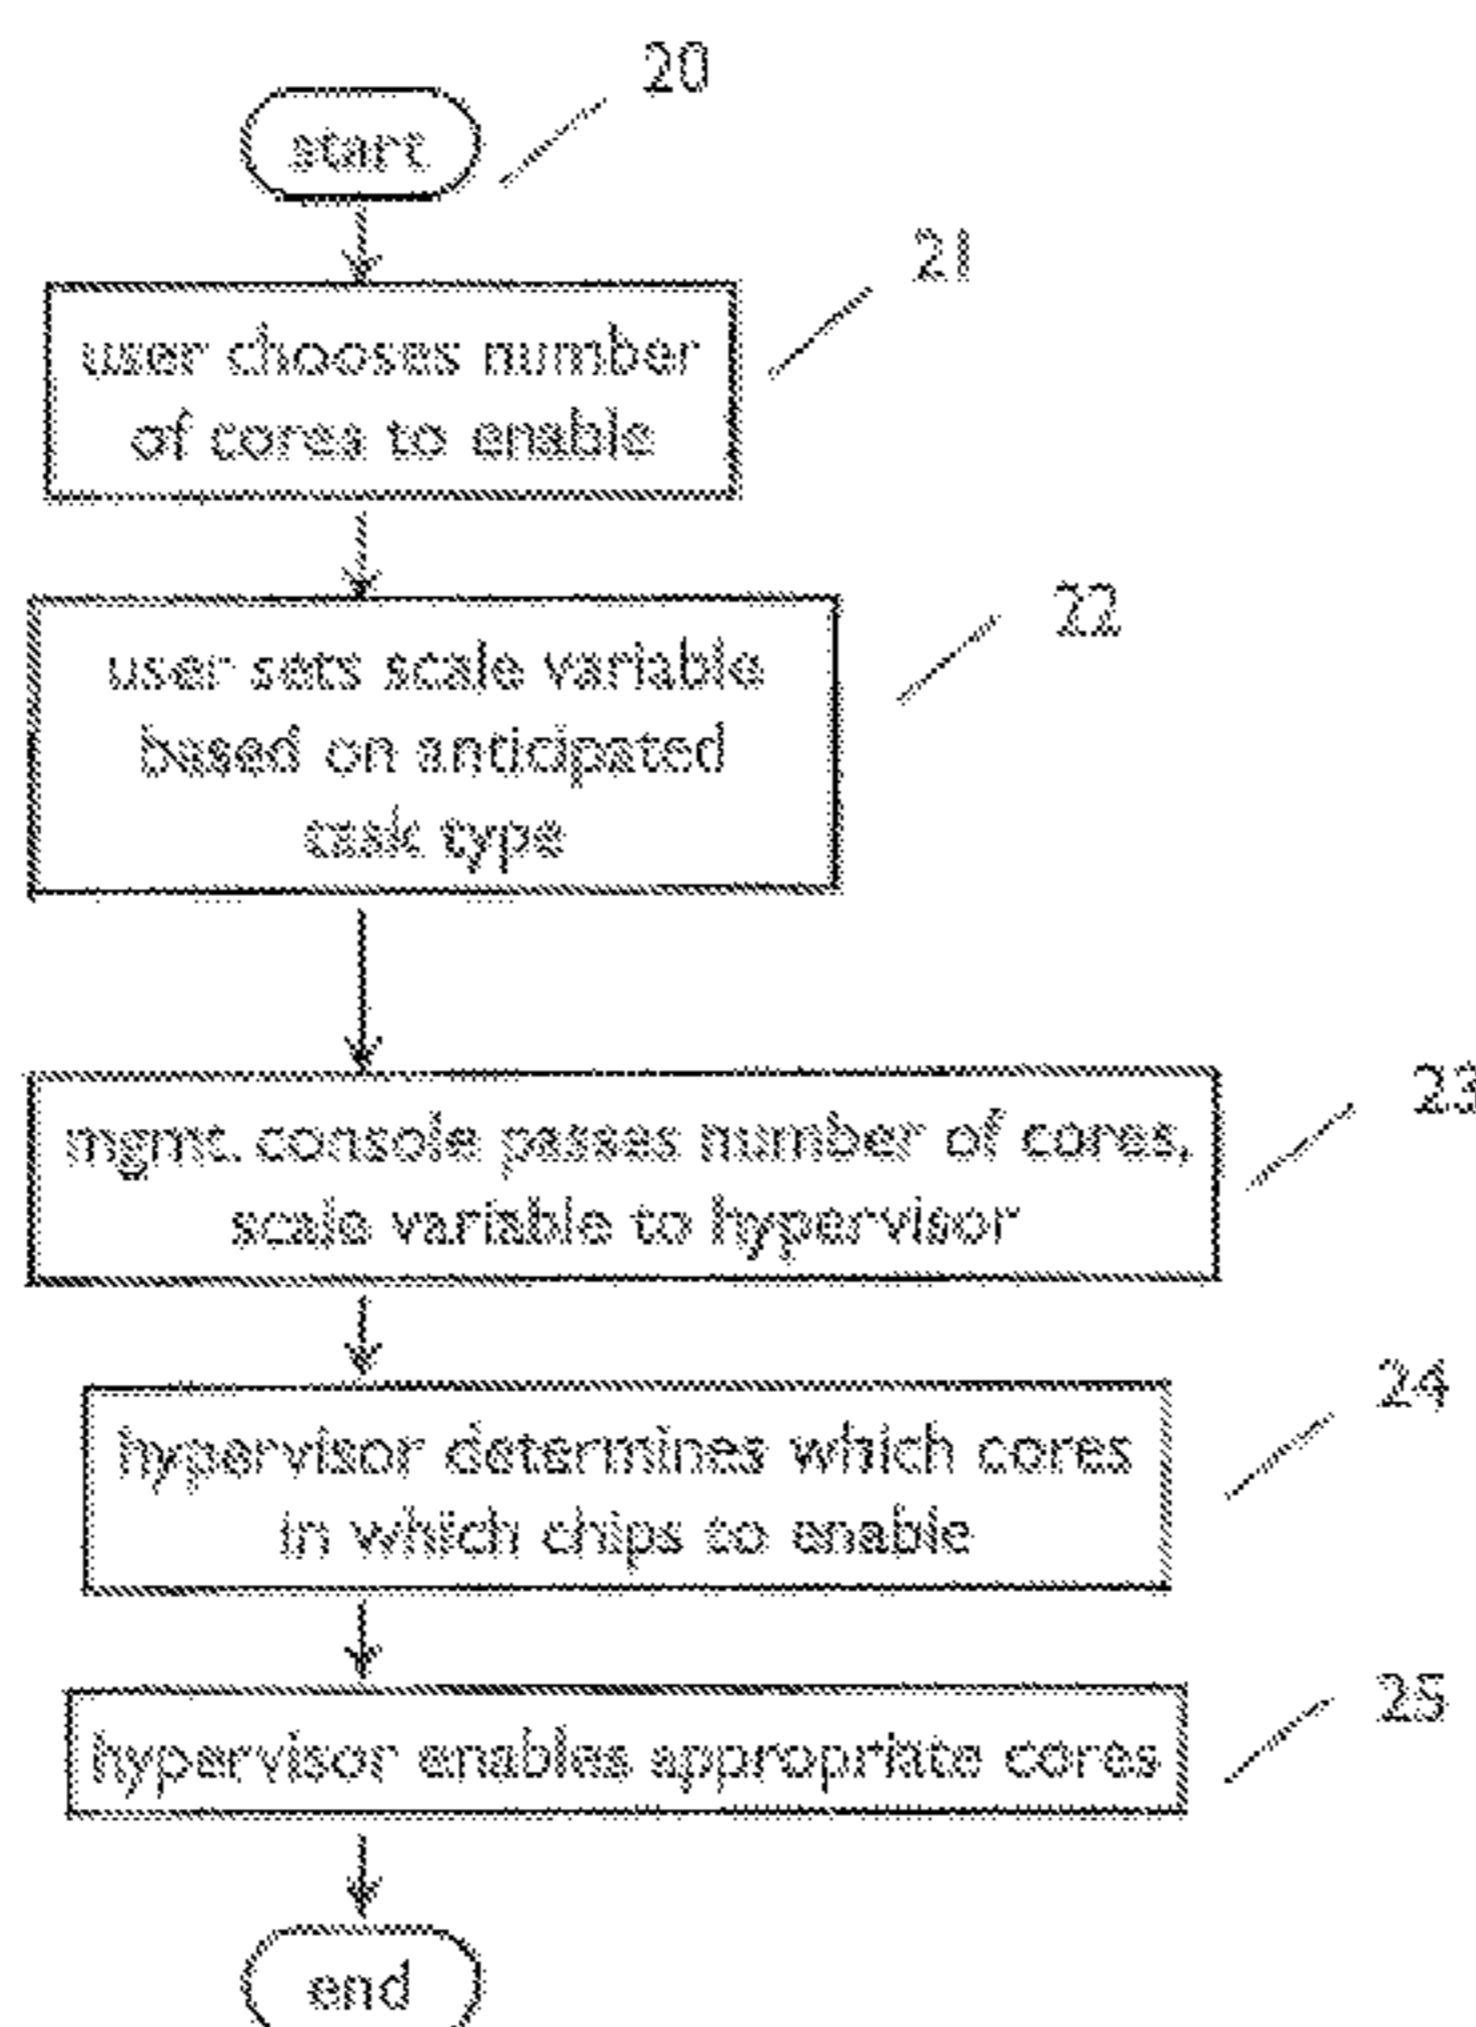 20
start
21
user chooses number
of cores to enable
22
user sets scale variable
based on anticipated
task type
23
mgmt. console passes number of cores,
scale variable to hypervisor
24
hypervisor determines which cores
in which chips to enable
25
hypervisor enables appropriate cores
end